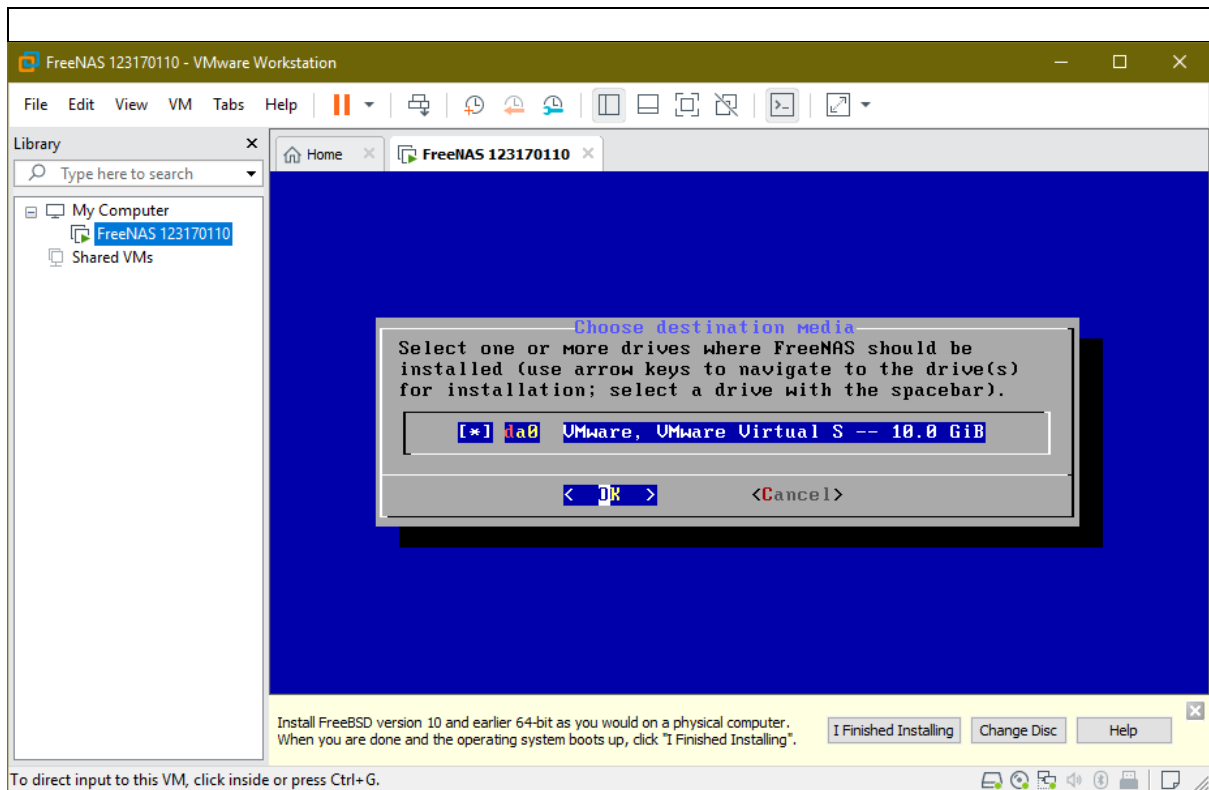 FreeNAS 123170110 - VMware Workstation
File Edit View VM Tabs Help
Library
Home
FreeNAS 123170110
Type here to search
My Computer
FreeNAS 123170110
Shared VMs
Choose destination media
Select one or more drives where FreeNAS should be
installed (use arrow keys to navigate to the drive(s)
for installation; select a drive with the spacebar).
[*] da0 VMware, VMware Virtual S -- 10.0 GiB
< OK > <Cancel>
Install FreeBSD version 10 and earlier 64-bit as you would on a physical computer.
When you are done and the operating system boots up, click "I Finished Installing".
I Finished Installing
Change Disc
Help
To direct input to this VM, click inside or press Ctrl+G.